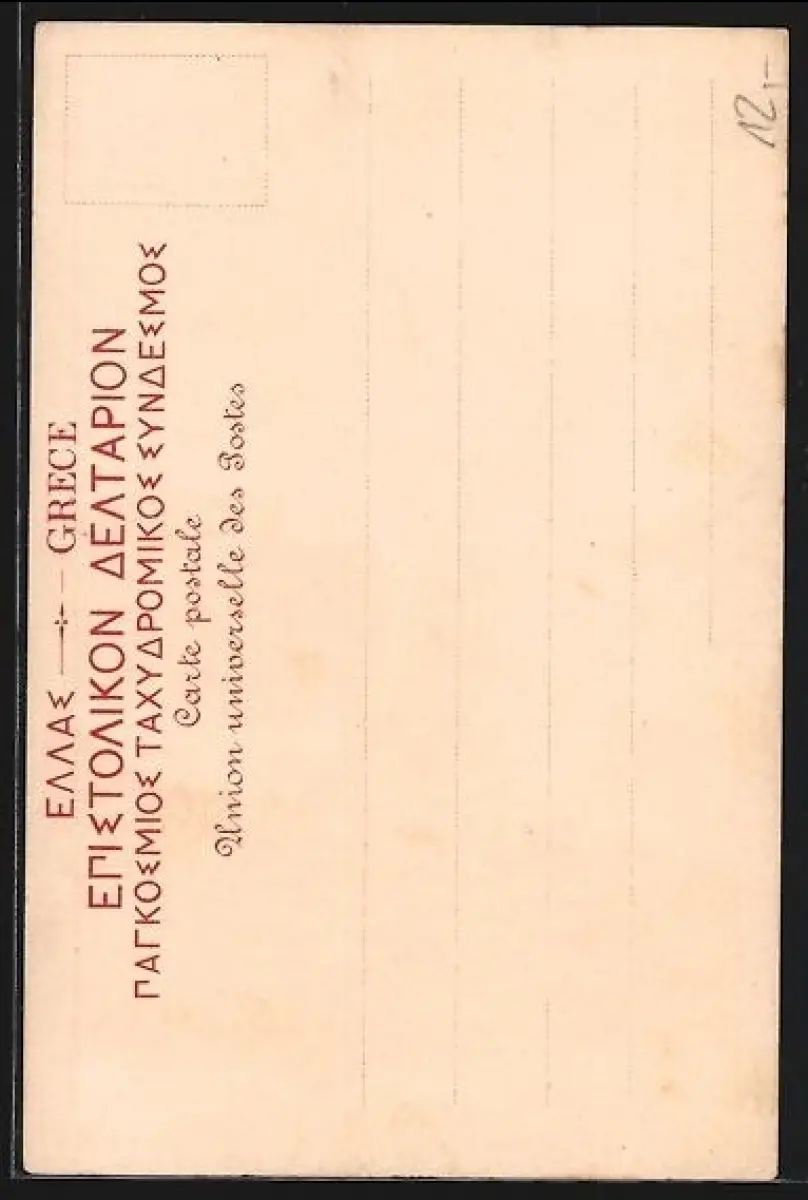 ΕΛΛΑΣ — GRECE
ΕΠΙΣΤΟΛΙΚΟΝ ΔΕΛΤΑΡΙΟΝ
ΠΑΓΚΟΣΜΙΟΣ ΤΑΧΥΔΡΟΜΙΚΟΣ ΣΥΝΔΕΣΜΟΣ
Carte postale
Union universelle des Postes
12,-